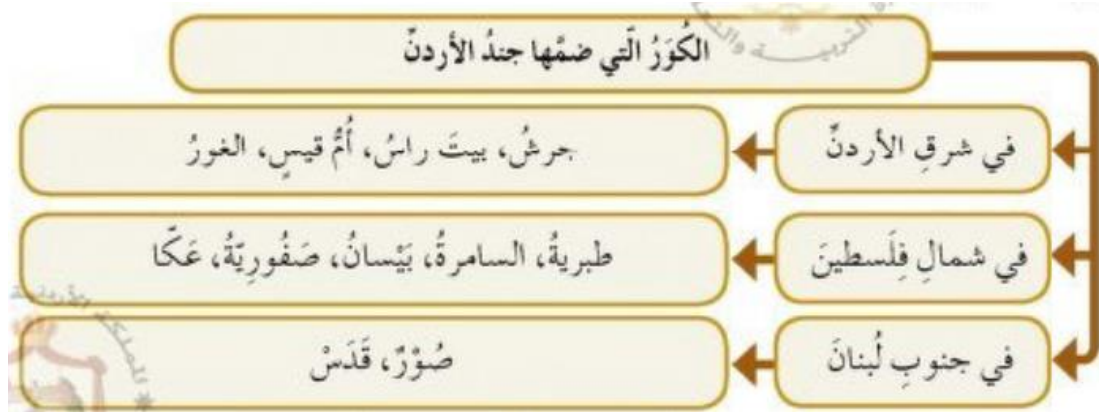 الكُوَرُ الّتي ضمَّها جندُ الأردنِّ
في شرقِ الأردنِّ
جرشُ، بيتَ راسُ، أُمُّ قيسٍ، الغورُ
في شمالِ فِلَسطينَ
طبريةُ، السامرةُ، بَيْسانُ، صَفُورِيّةُ، عَكّا
في جنوبِ لُبنانَ
صُوْرٌ، قَدَسْ